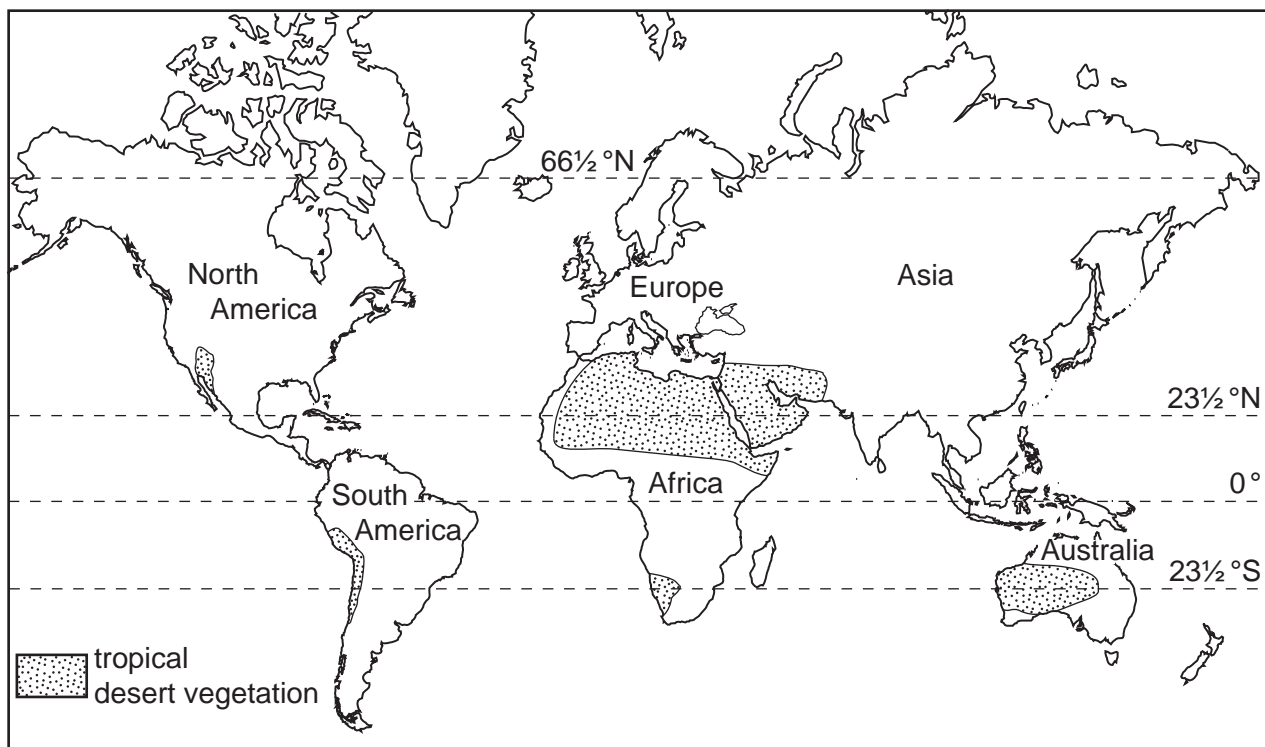 66½ °N
North
America
Europe
Asia
23½ °N
South
America
Africa
0 °
Australia
23½ °S
tropical
desert vegetation